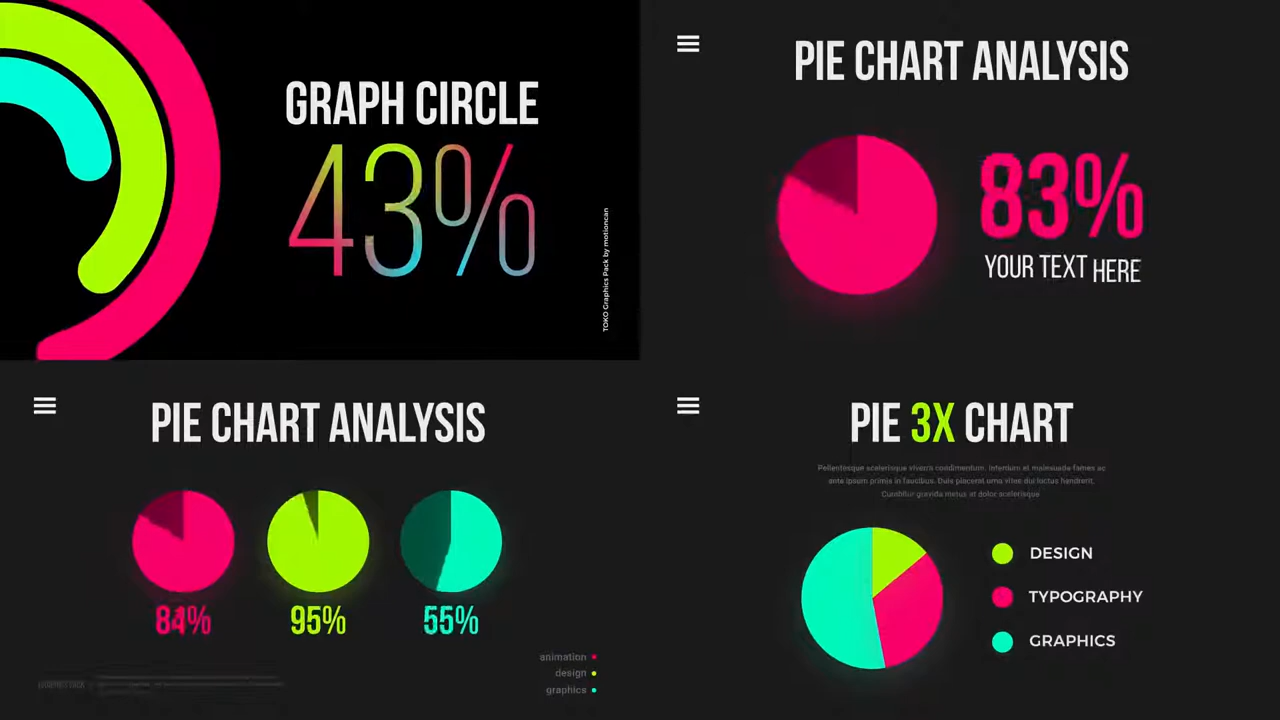 GRAPH CIRCLE
43%
TOKO Graphics Pack by motioncan
PIE CHART ANALYSIS
83%
YOUR TEXT HERE
PIE CHART ANALYSIS
84% 95% 55%
animation
design
graphics
PIE 3X CHART
Pellentesque scelerisque viverra condimentum. Interdum et malesuada fames ac
ante ipsum primis in faucibus. Duis placerat urna vitae dui luctus hendrerit.
Curabitur gravida metus at dolor scelerisque
DESIGN
TYPOGRAPHY
GRAPHICS